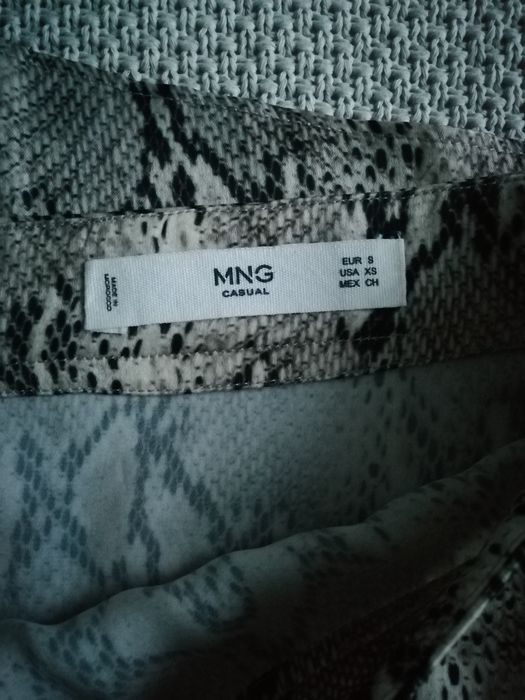 MADE IN
MOROCCO
MNG
CASUAL
EUR S
USA XS
MEX CH